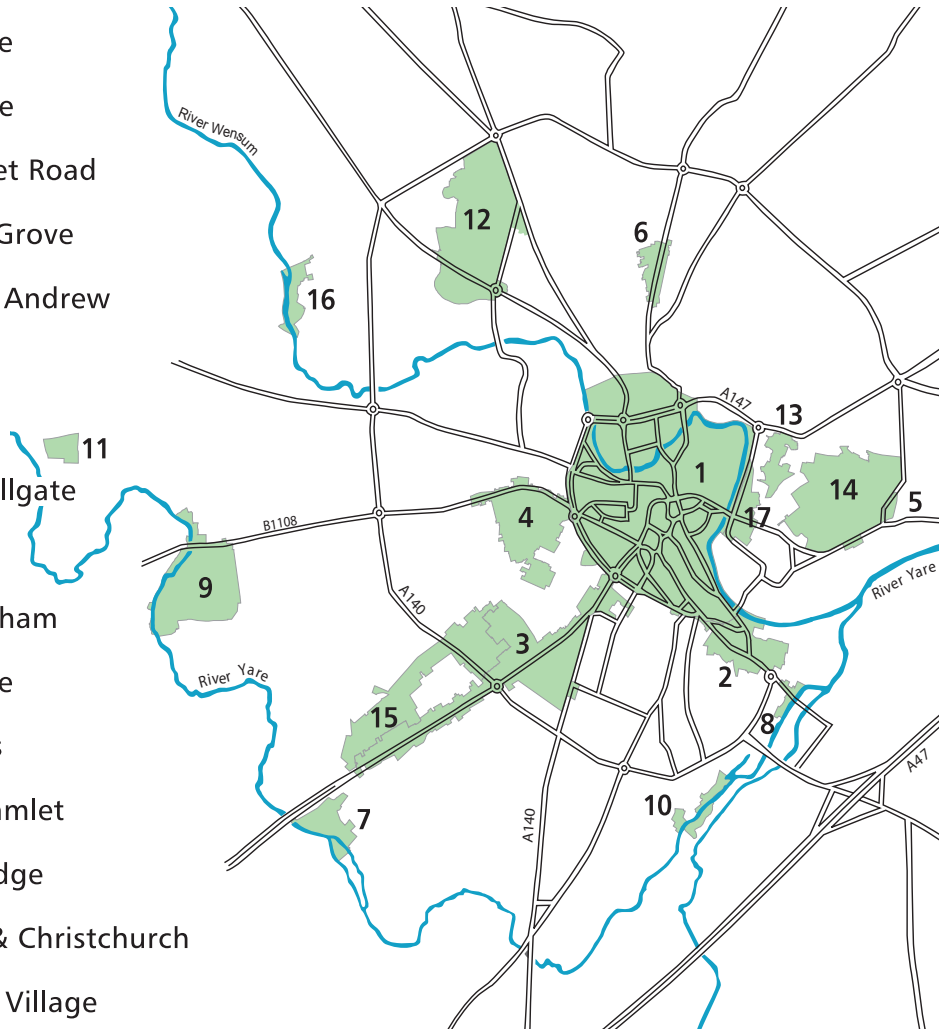 e
e
et Road
Grove
Andrew
llgate
ham
e
s
amlet
dge
& Christchurch
Village
River Wensum
12
6
16
A147
13
11
1
14
5
4
17
B1108
9
A140
River Yare
3
River Yare
2
15
8
A47
10
7
A140